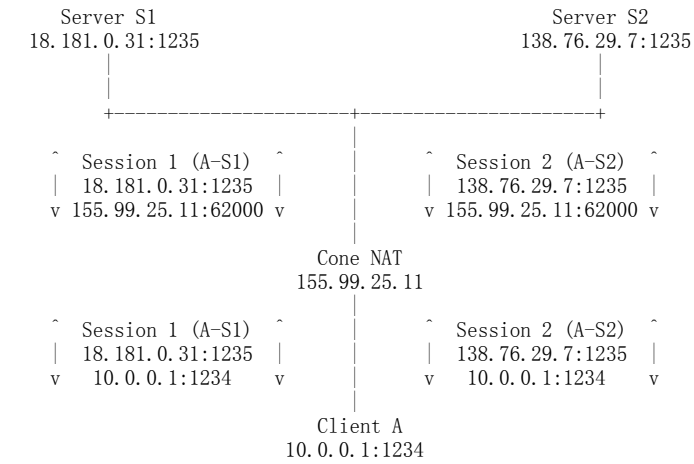 Server S1                                     Server S2
18.181.0.31:1235                              138.76.29.7:1235
|                                             |
|                                             |
+----------------------+----------------------+
|
^  Session 1 (A-S1)  ^      |      ^  Session 2 (A-S2)  ^
|  18.181.0.31:1235  |      |      |  138.76.29.7:1235  |
v 155.99.25.11:62000 v      |      v 155.99.25.11:62000 v
|
Cone NAT
155.99.25.11
|
^  Session 1 (A-S1)  ^      |      ^  Session 2 (A-S2)  ^
|  18.181.0.31:1235  |      |      |  138.76.29.7:1235  |
v   10.0.0.1:1234    v      |      v   10.0.0.1:1234    v
|
Client A
10.0.0.1:1234